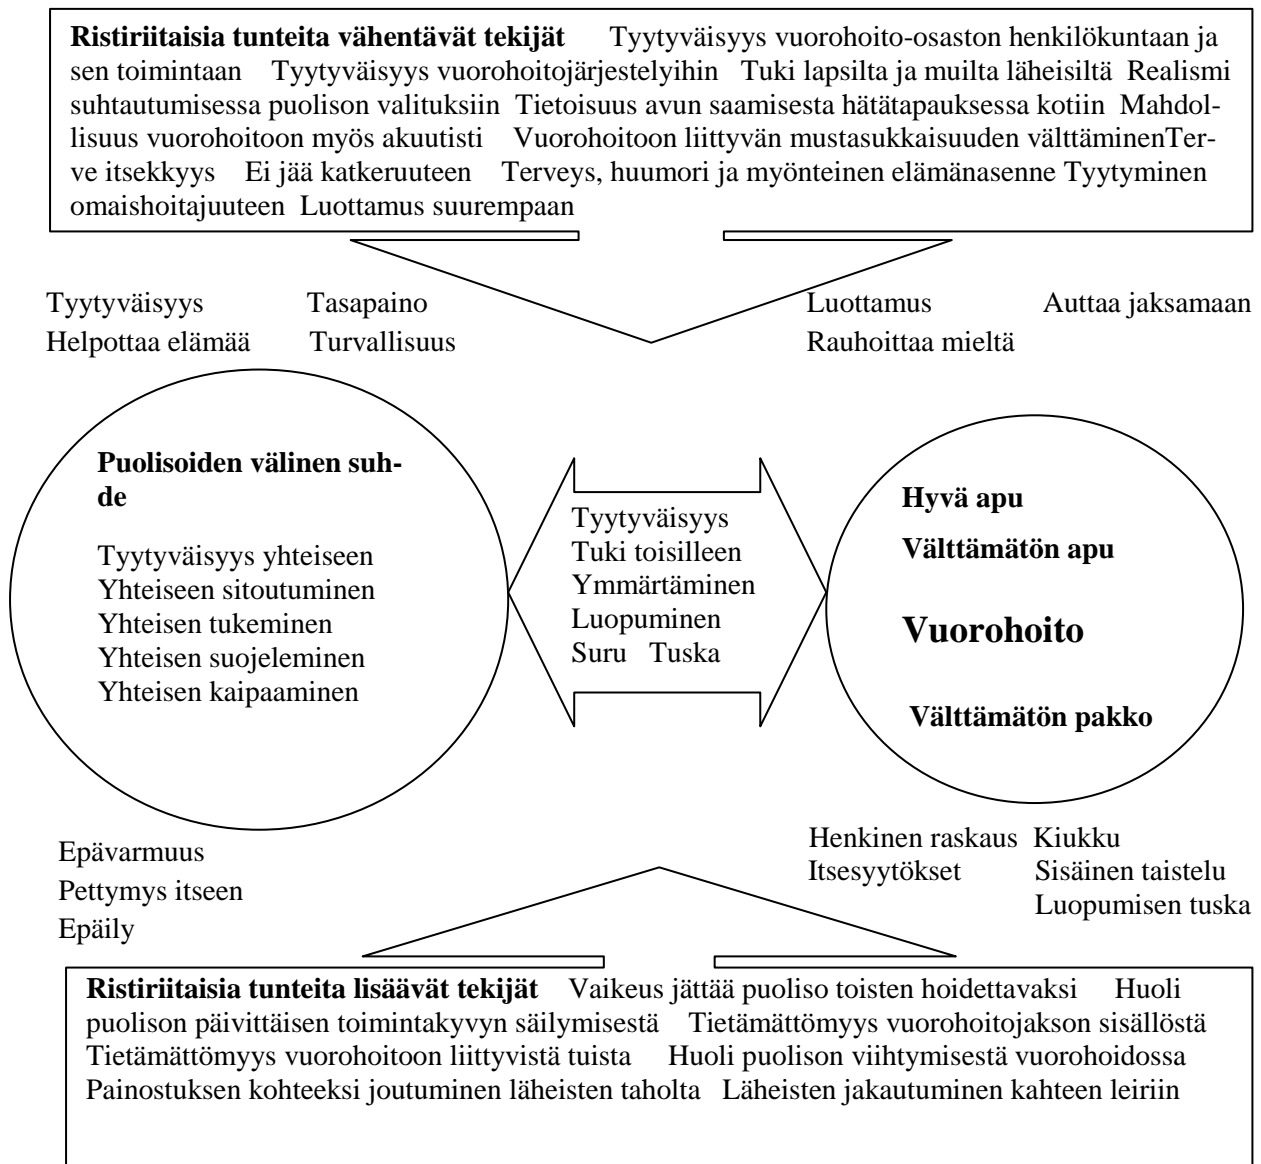 Ristiriitaisia tunteita vähentävät tekijät Tyytyväisyys vuorohoito-osaston henkilökuntaan ja
sen toimintaan Tyytyväisyys vuorohoitojärjestelyihin Tuki lapsilta ja muilta läheisiltä Realismi
suhtautumisessa puolison valituksiin Tietoisuus avun saamisesta hätätapauksessa kotiin Mahdol-
lisuus vuorohoitoon myös akuutisti Vuorohoitoon liittyvän mustasukkaisuuden välttäminenTer-
ve itsekkyys Ei jää katkeruuteen Terveys, huumori ja myönteinen elämänasenne Tyytyminen
omaishoitajuuteen Luottamus suurempaan
Tyytyväisyys Tasapaino Luottamus Auttaa jaksamaan
Helpottaa elämää Turvallisuus Rauhoittaa mieltä
Puolisoiden välinen suh-
de
Tyytyväisyys yhteiseen
Yhteiseen sitoutuminen
Yhteisen tukeminen
Yhteisen suojeleminen
Yhteisen kaipaaminen
Tyytyväisyys
Tuki toisilleen
Ymmärtäminen
Luopuminen
Suru Tuska
Hyvä apu
Välttämätön apu
Vuorohoito
Välttämätön pakko
Epävarmuus
Pettymys itseen
Epäily
Henkinen raskaus Kiukku
Itsesyytökset Sisäinen taistelu
Luopumisen tuska
Ristiriitaisia tunteita lisäävät tekijät Vaikeus jättää puoliso toisten hoidettavaksi Huoli
puolison päivittäisen toimintakyvyn säilymisestä Tietämättömyys vuorohoitojakson sisällöstä
Tietämättömyys vuorohoitoon liittyvistä tuista Huoli puolison viihtymisestä vuorohoidossa
Painostuksen kohteeksi joutuminen läheisten taholta Läheisten jakautuminen kahteen leiriin